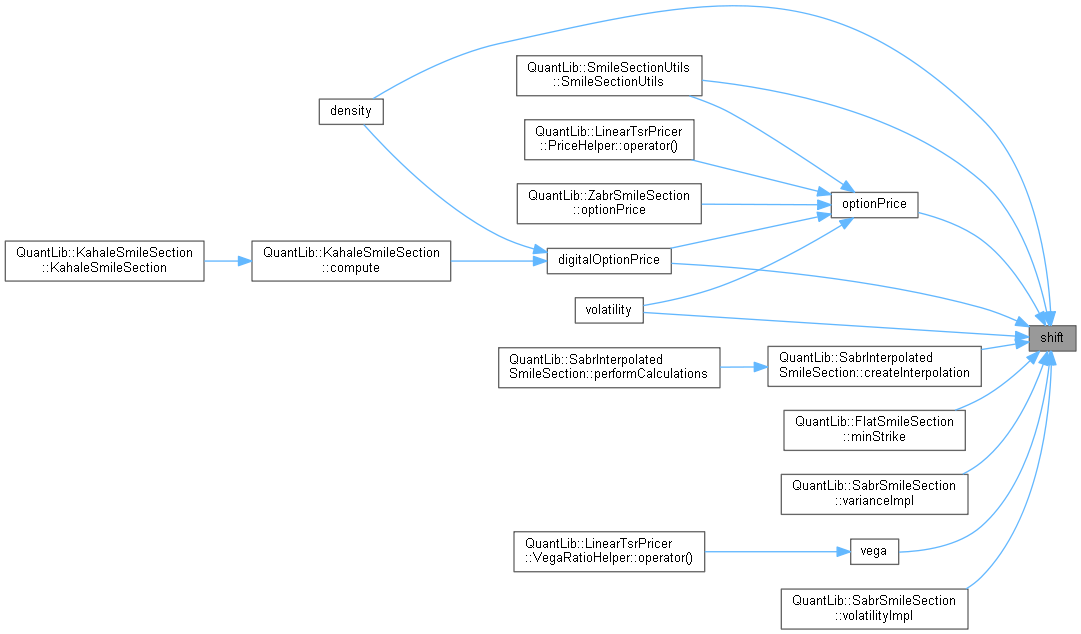 QuantLib::SmileSectionUtils
::SmileSectionUtils
density
QuantLib::LinearTsrPricer
::PriceHelper::operator()
QuantLib::ZabrSmileSection
::optionPrice
optionPrice
QuantLib::KahaleSmileSection
::KahaleSmileSection
QuantLib::KahaleSmileSection
::compute
digitalOptionPrice
volatility
shift
QuantLib::SabrInterpolated
SmileSection::performCalculations
QuantLib::SabrInterpolated
SmileSection::createInterpolation
QuantLib::FlatSmileSection
::minStrike
QuantLib::SabrSmileSection
::varianceImpl
QuantLib::LinearTsrPricer
::VegaRatioHelper::operator()
vega
QuantLib::SabrSmileSection
::volatilityImpl